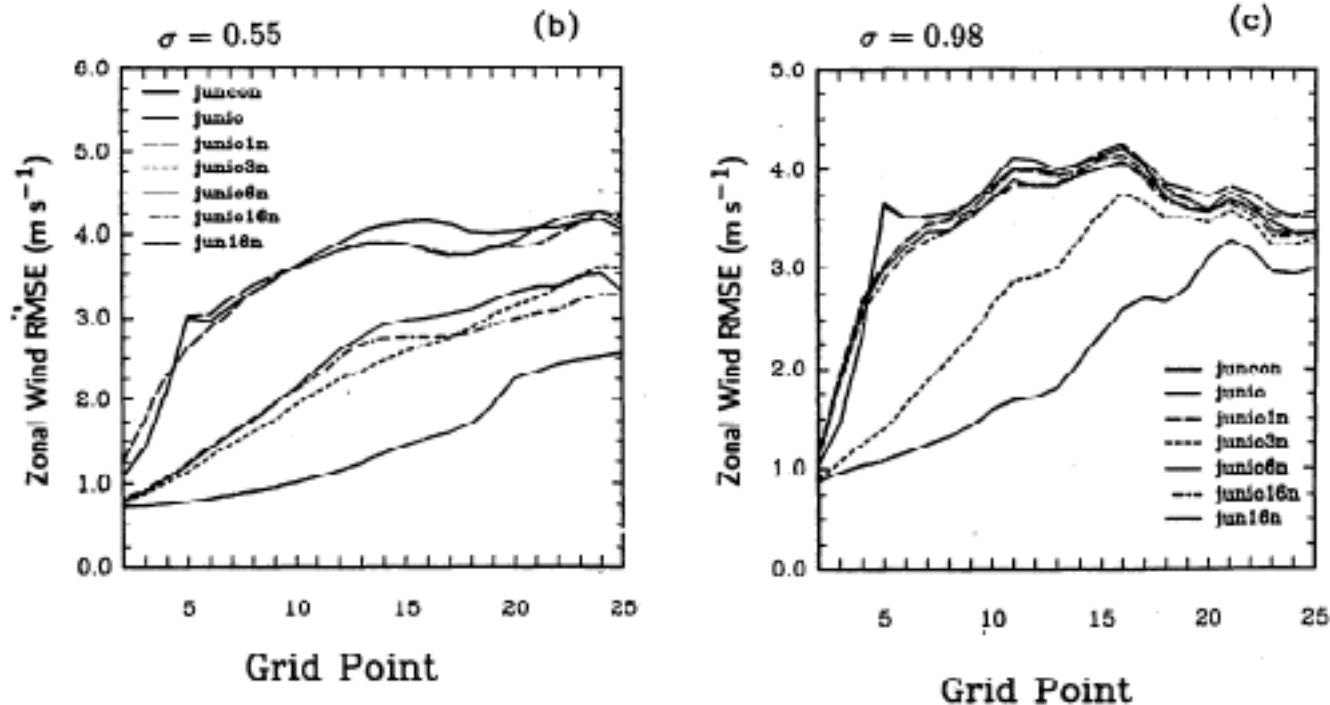 σ = 0.55
(b)
6.0
5.0
4.0
3.0
2.0
1.0
0.0
Zonal Wind RMSE (m s⁻¹)
juncon
junio
junio1n
junio3n
junio6n
junio16n
jun16n
5 10 15 20 25
Grid Point
σ = 0.98
(c)
5.0
4.0
3.0
2.0
1.0
0.0
Zonal Wind RMSE (m s⁻¹)
juncon
junio
junio1n
junio3n
junio6n
junio16n
jun16n
5 10 15 20 25
Grid Point